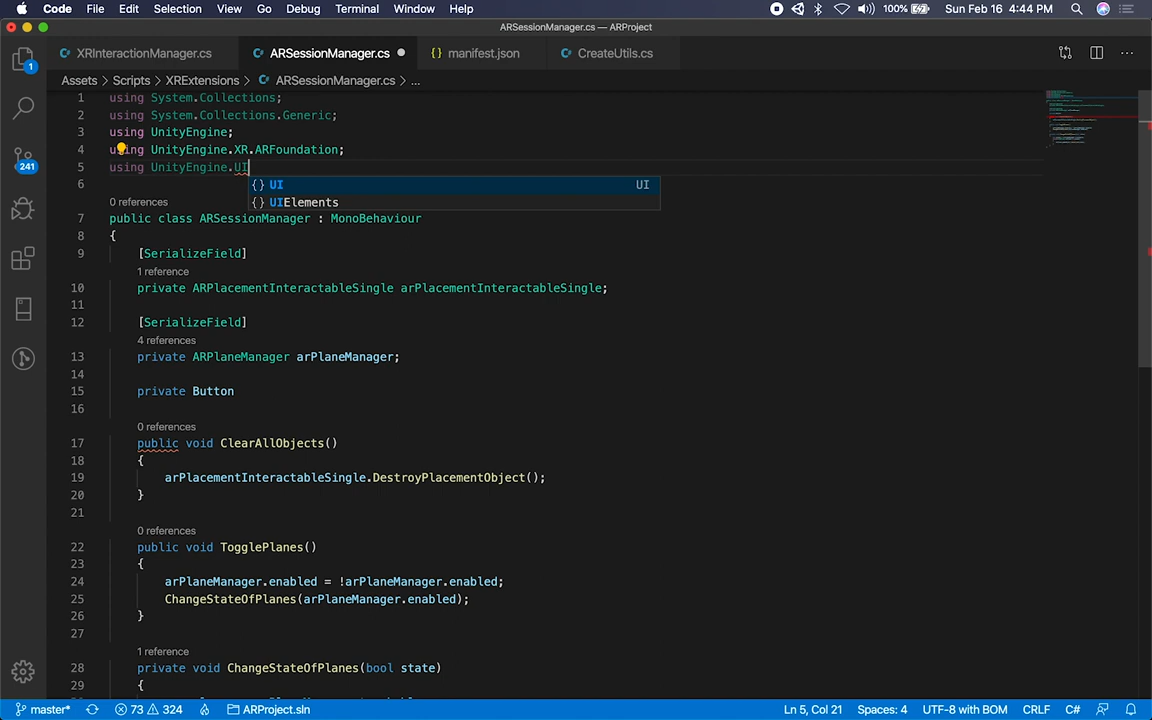 Code File Edit Selection View Go Debug Terminal Window Help 100% Sun Feb 16 4:44 PM
ARSessionManager.cs — ARProject
XRInteractionManager.cs ARSessionManager.cs {} manifest.json CreateUtils.cs
Assets > Scripts > XRExtensions > ARSessionManager.cs > ...
1 using System.Collections;
2 using System.Collections.Generic;
3 using UnityEngine;
4 using UnityEngine.XR.ARFoundation;
5 using UnityEngine.UI
{} UI UI
6 {} UIElements
0 references
7 public class ARSessionManager : MonoBehaviour
8 {
9 [SerializeField]
1 reference
10 private ARPlacementInteractableSingle arPlacementInteractableSingle;
11
12 [SerializeField]
4 references
13 private ARPlaneManager arPlaneManager;
14
15 private Button
16
0 references
17 public void ClearAllObjects()
18 {
19 arPlacementInteractableSingle.DestroyPlacementObject();
20 }
21
0 references
22 public void TogglePlanes()
23 {
24 arPlaneManager.enabled = !arPlaneManager.enabled;
25 ChangeStateOfPlanes(arPlaneManager.enabled);
26 }
27
1 reference
28 private void ChangeStateOfPlanes(bool state)
29 {
1
241
master* 73 324 ARProject.sln Ln 5, Col 21 Spaces: 4 UTF-8 with BOM CRLF C#